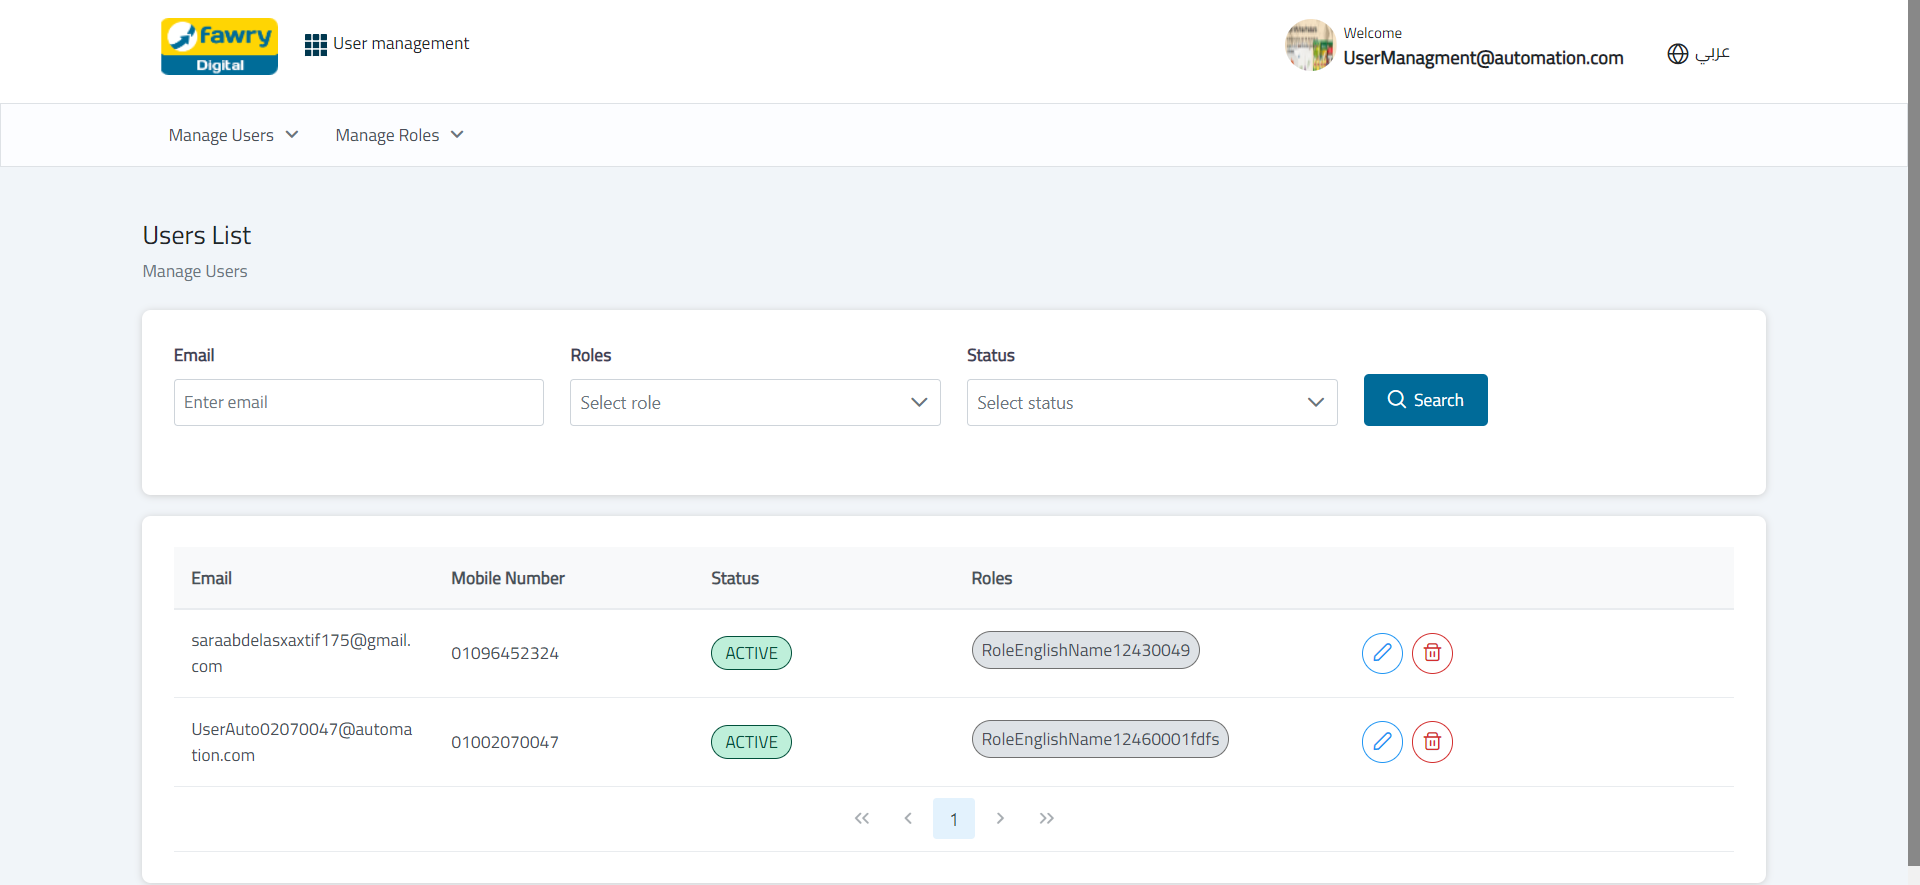 fawry
Digital
User management
Welcome
UserManagment@automation.com
عربي
Manage Users
Manage Roles
Users List
Manage Users
Email
Roles
Status
Enter email
Select role
Select status
Search
Email
Mobile Number
Status
Roles
saraabdelasxaxtif175@gmail.
com
01096452324
ACTIVE
RoleEnglishName12430049
UserAuto02070047@automa
tion.com
01002070047
ACTIVE
RoleEnglishName12460001fdfs
1